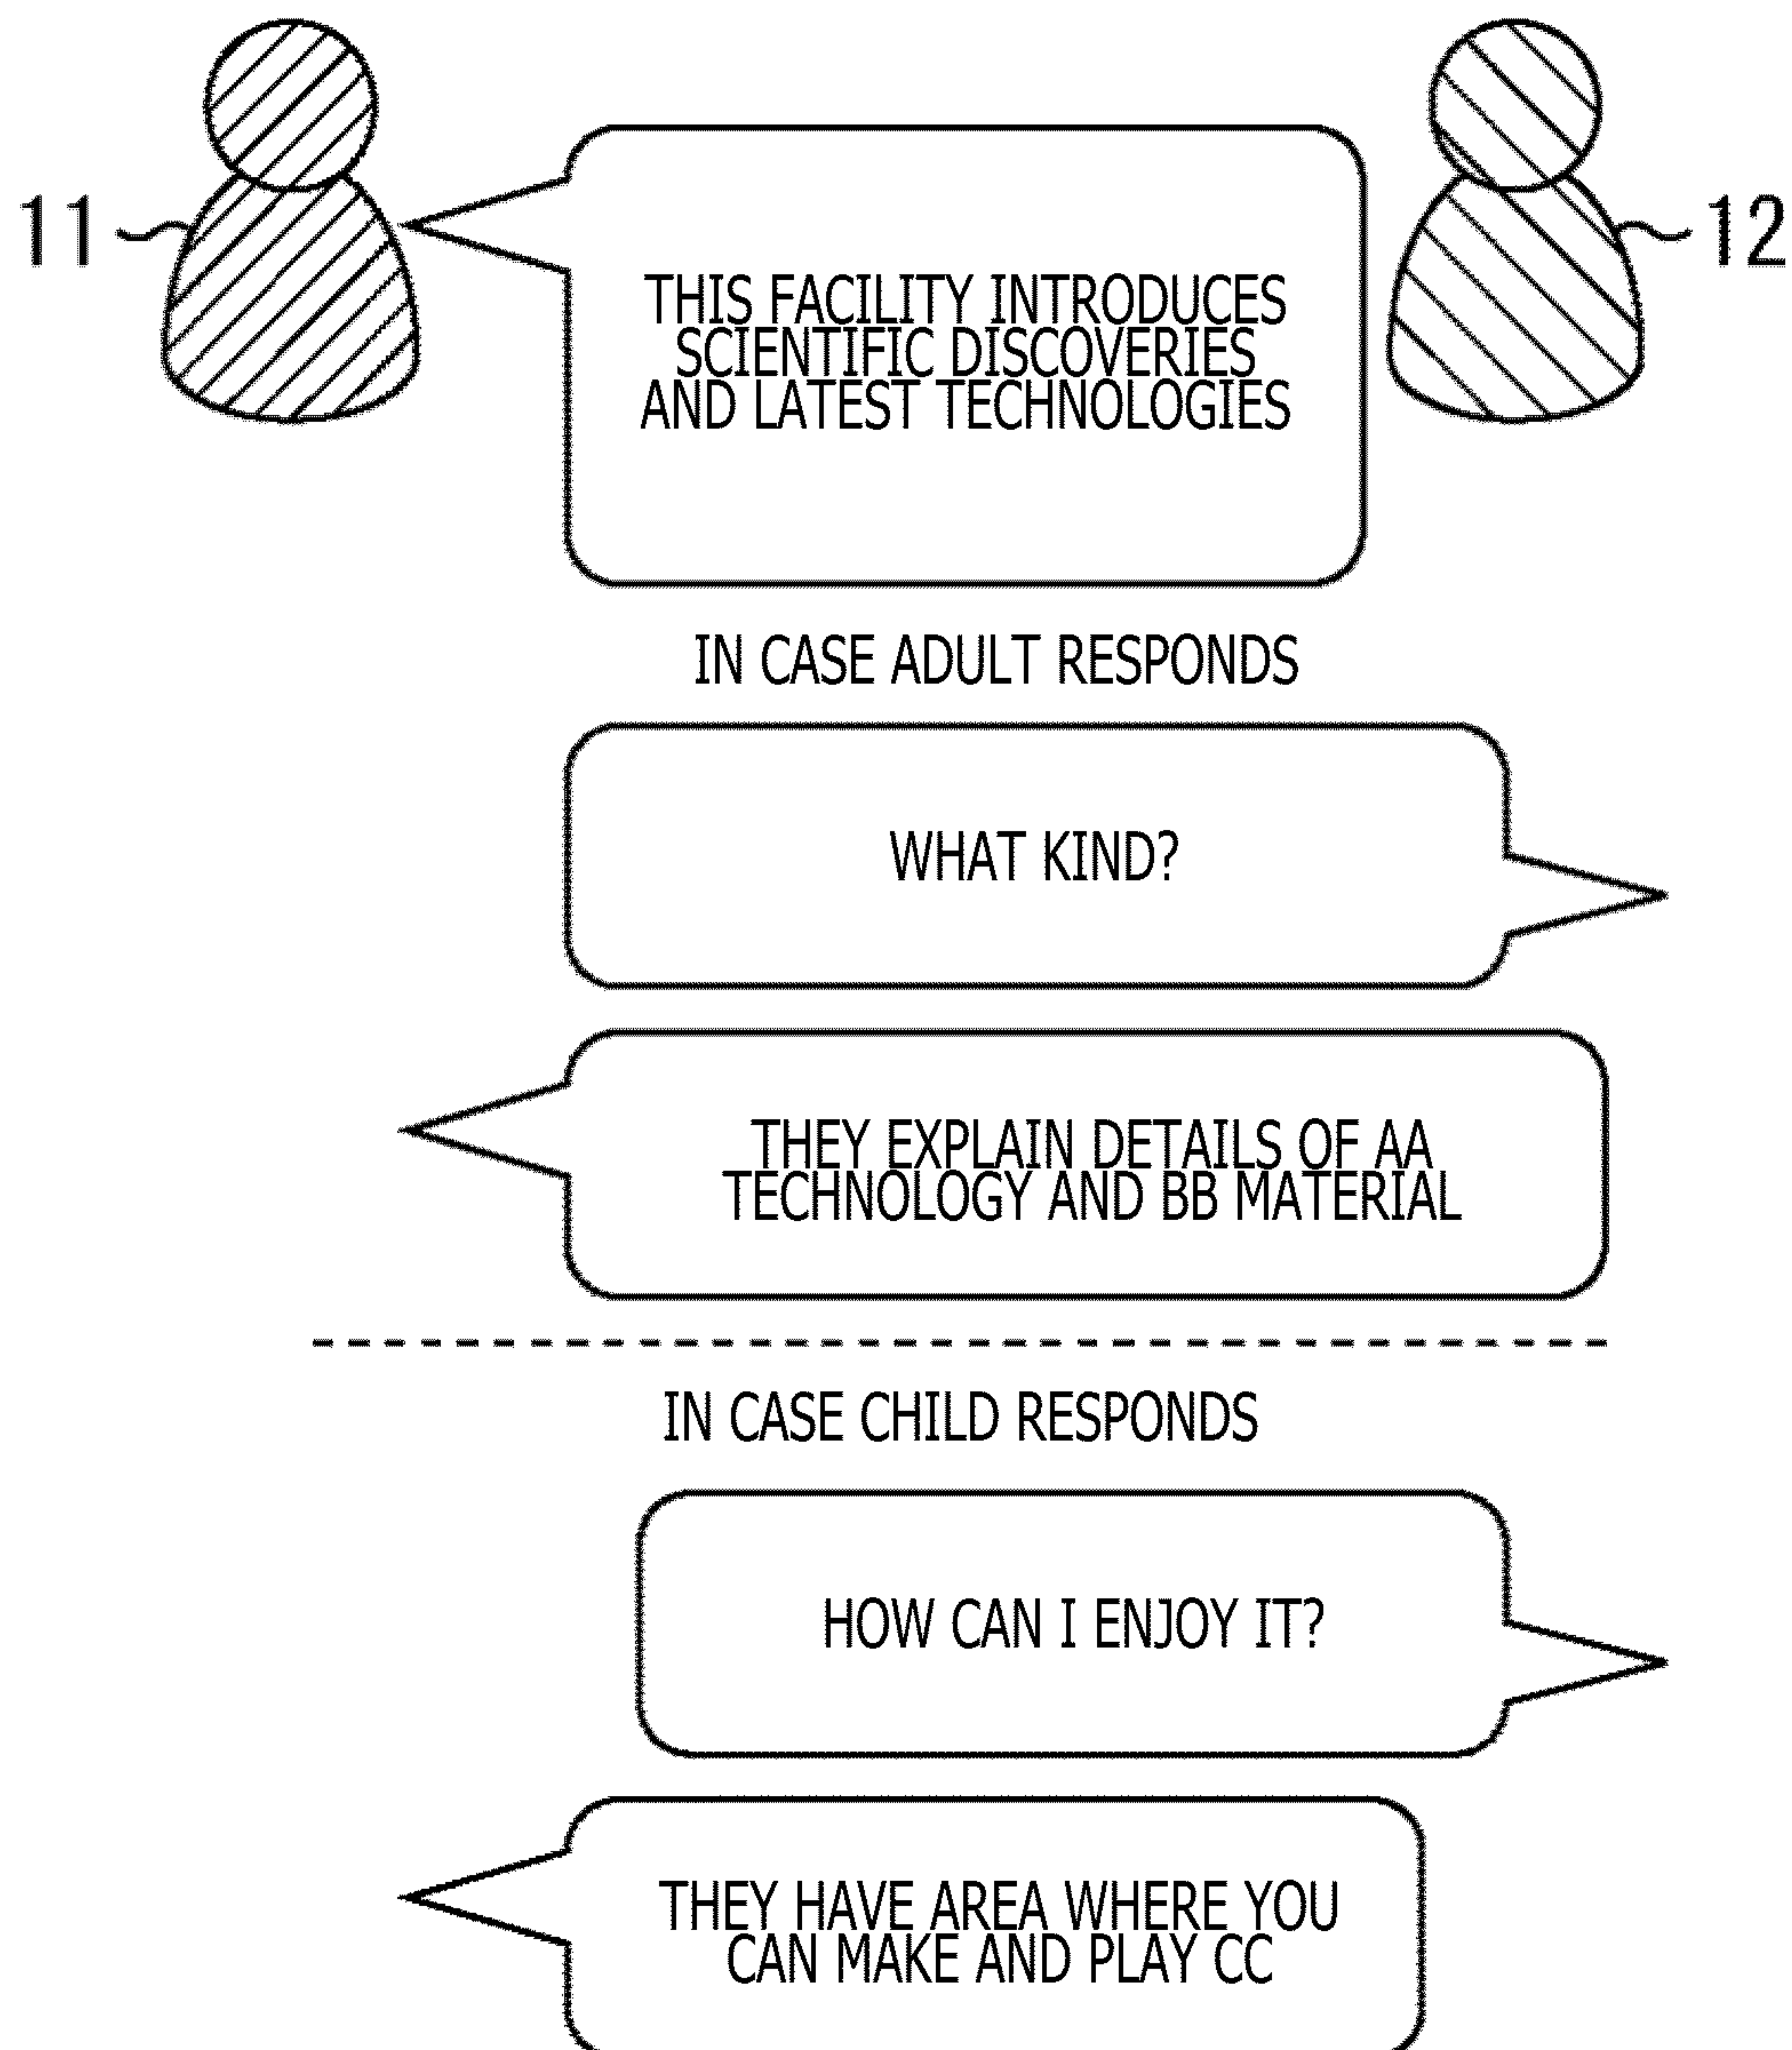 11
12
THIS FACILITY INTRODUCES
SCIENTIFIC DISCOVERIES
AND LATEST TECHNOLOGIES
IN CASE ADULT RESPONDS
WHAT KIND?
THEY EXPLAIN DETAILS OF AA
TECHNOLOGY AND BB MATERIAL
IN CASE CHILD RESPONDS
HOW CAN I ENJOY IT?
THEY HAVE AREA WHERE YOU
CAN MAKE AND PLAY CC